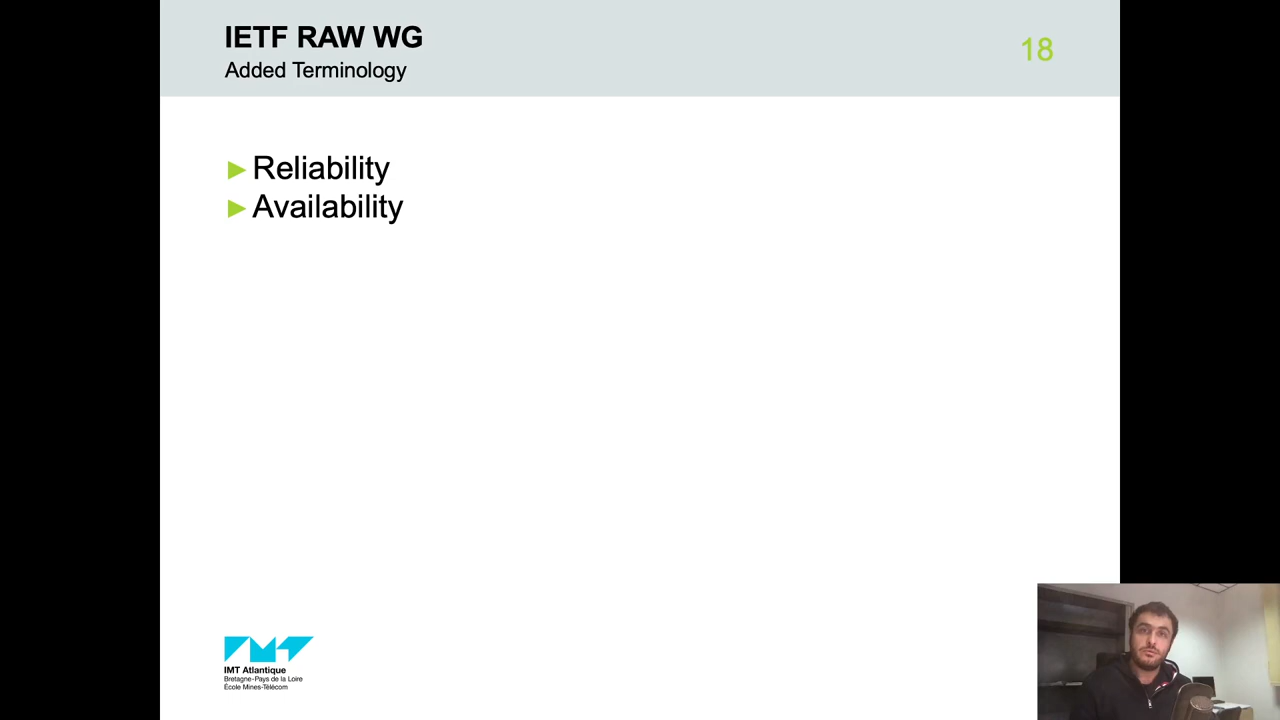 IETF RAW WG
Added Terminology
18
► Reliability
► Availability
IMT Atlantique
Bretagne-Pays de la Loire
École Mines-Télécom